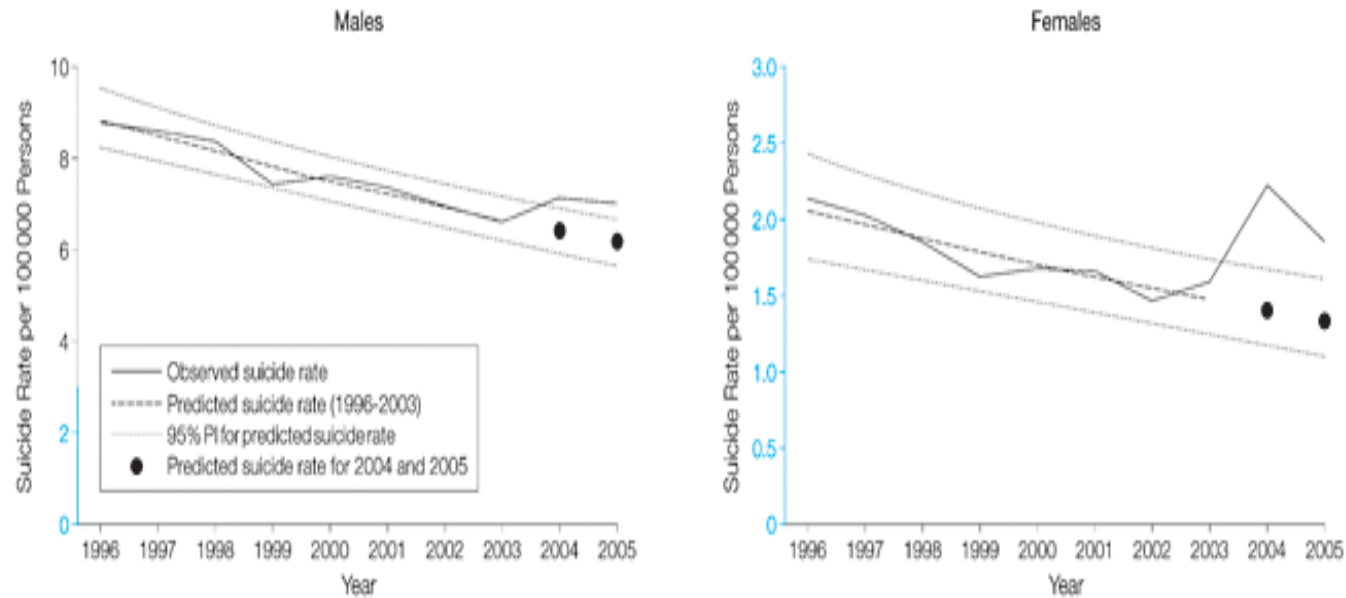 Males
Suicide Rate per 100 000 Persons
10
8
6
4
2
0
Observed suicide rate
Predicted suicide rate (1996-2003)
95% PI for predicted suicide rate
Predicted suicide rate for 2004 and 2005
1996 1997 1998 1999 2000 2001 2002 2003 2004 2005
Year
Females
Suicide Rate per 100 000 Persons
3.0
2.5
2.0
1.5
1.0
0.5
0
1996 1997 1998 1999 2000 2001 2002 2003 2004 2005
Year